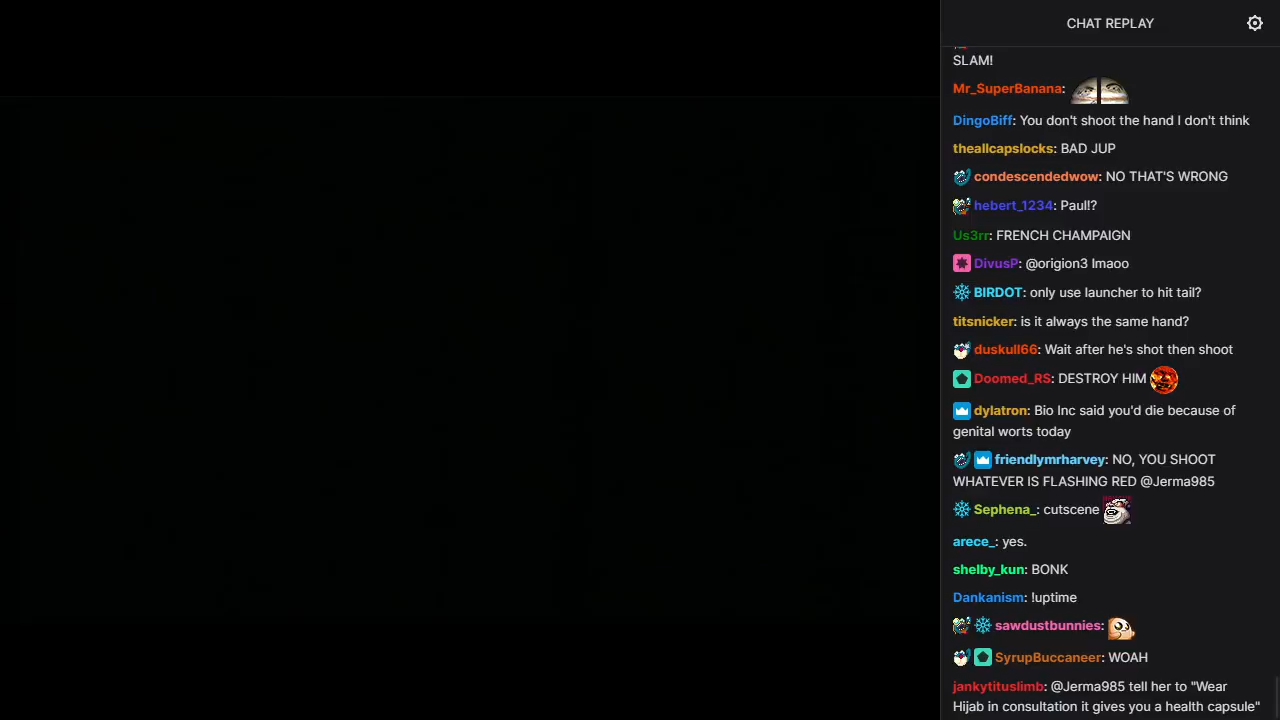 CHAT REPLAY
SLAM!
Mr_SuperBanana:
DingoBiff: You don't shoot the hand I don't think
theallcapslocks: BAD JUP
condescendedwow: NO THAT'S WRONG
hebert_1234: Paul!?
Us3rr: FRENCH CHAMPAIGN
DivusP: @origion3 lmaoo
BIRDOT: only use launcher to hit tail?
titsnicker: is it always the same hand?
duskull66: Wait after he's shot then shoot
Doomed_RS: DESTROY HIM
dylatron: Bio Inc said you'd die because of
genital worts today
friendlymrharvey: NO, YOU SHOOT
WHATEVER IS FLASHING RED @Jerma985
Sephena_: cutscene
arece_: yes.
shelby_kun: BONK
Dankanism: !uptime
sawdustbunnies:
SyrupBuccaneer: WOAH
jankytituslimb: @Jerma985 tell her to "Wear
Hijab in consultation it gives you a health capsule"